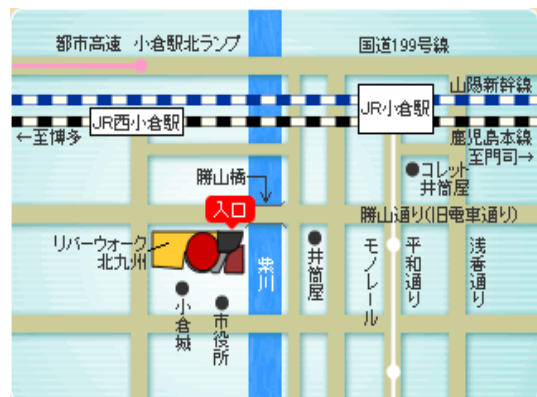 都市高速 小倉駅北ランプ
国道199号線
山陽新幹線
JR小倉駅
JR西小倉駅
←至博多
鹿児島本線
至門司→
コレット
井筒屋
勝山橋
入口
勝山通り(旧電車通り)
リバーウォーク
北九州
紫川
井筒屋
モノレール
平和通り
浅香通り
小倉城
市役所